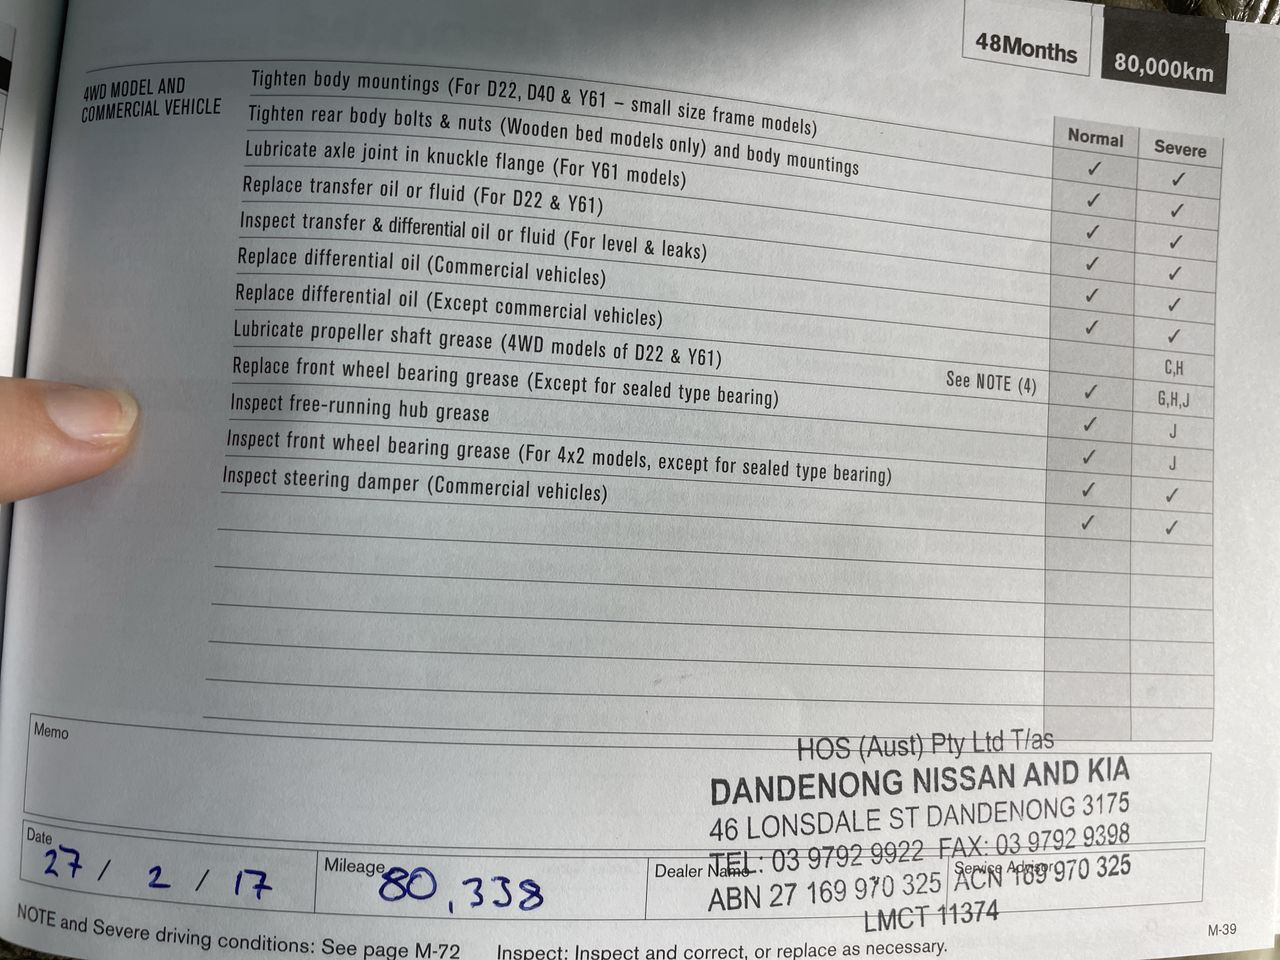 48Months 80,000km
4WD MODEL AND
COMMERCIAL VEHICLE
Normal Severe
Tighten body mountings (For D22, D40 & Y61 – small size frame models) ✓ ✓
Tighten rear body bolts & nuts (Wooden bed models only) and body mountings ✓ ✓
Lubricate axle joint in knuckle flange (For Y61 models) ✓ ✓
Replace transfer oil or fluid (For D22 & Y61) ✓ ✓
Inspect transfer & differential oil or fluid (For level & leaks) ✓ ✓
Replace differential oil (Commercial vehicles) ✓ ✓
Replace differential oil (Except commercial vehicles) C,H
Lubricate propeller shaft grease (4WD models of D22 & Y61) See NOTE (4) ✓ G,H,J
Replace front wheel bearing grease (Except for sealed type bearing) ✓ J
Inspect free-running hub grease ✓ J
Inspect front wheel bearing grease (For 4x2 models, except for sealed type bearing) ✓ ✓
Inspect steering damper (Commercial vehicles) ✓ ✓
Memo
HOS (Aust) Pty Ltd T/as
DANDENONG NISSAN AND KIA
46 LONSDALE ST DANDENONG 3175
TEL: 03 9792 9922 FAX: 03 9792 9398
ABN 27 169 970 325 ACN 169 970 325
LMCT 11374
Date 27 / 2 / 17
Mileage 80,338
Dealer Name
Service Advisor
NOTE and Severe driving conditions: See page M-72 Inspect: Inspect and correct, or replace as necessary.
M-39